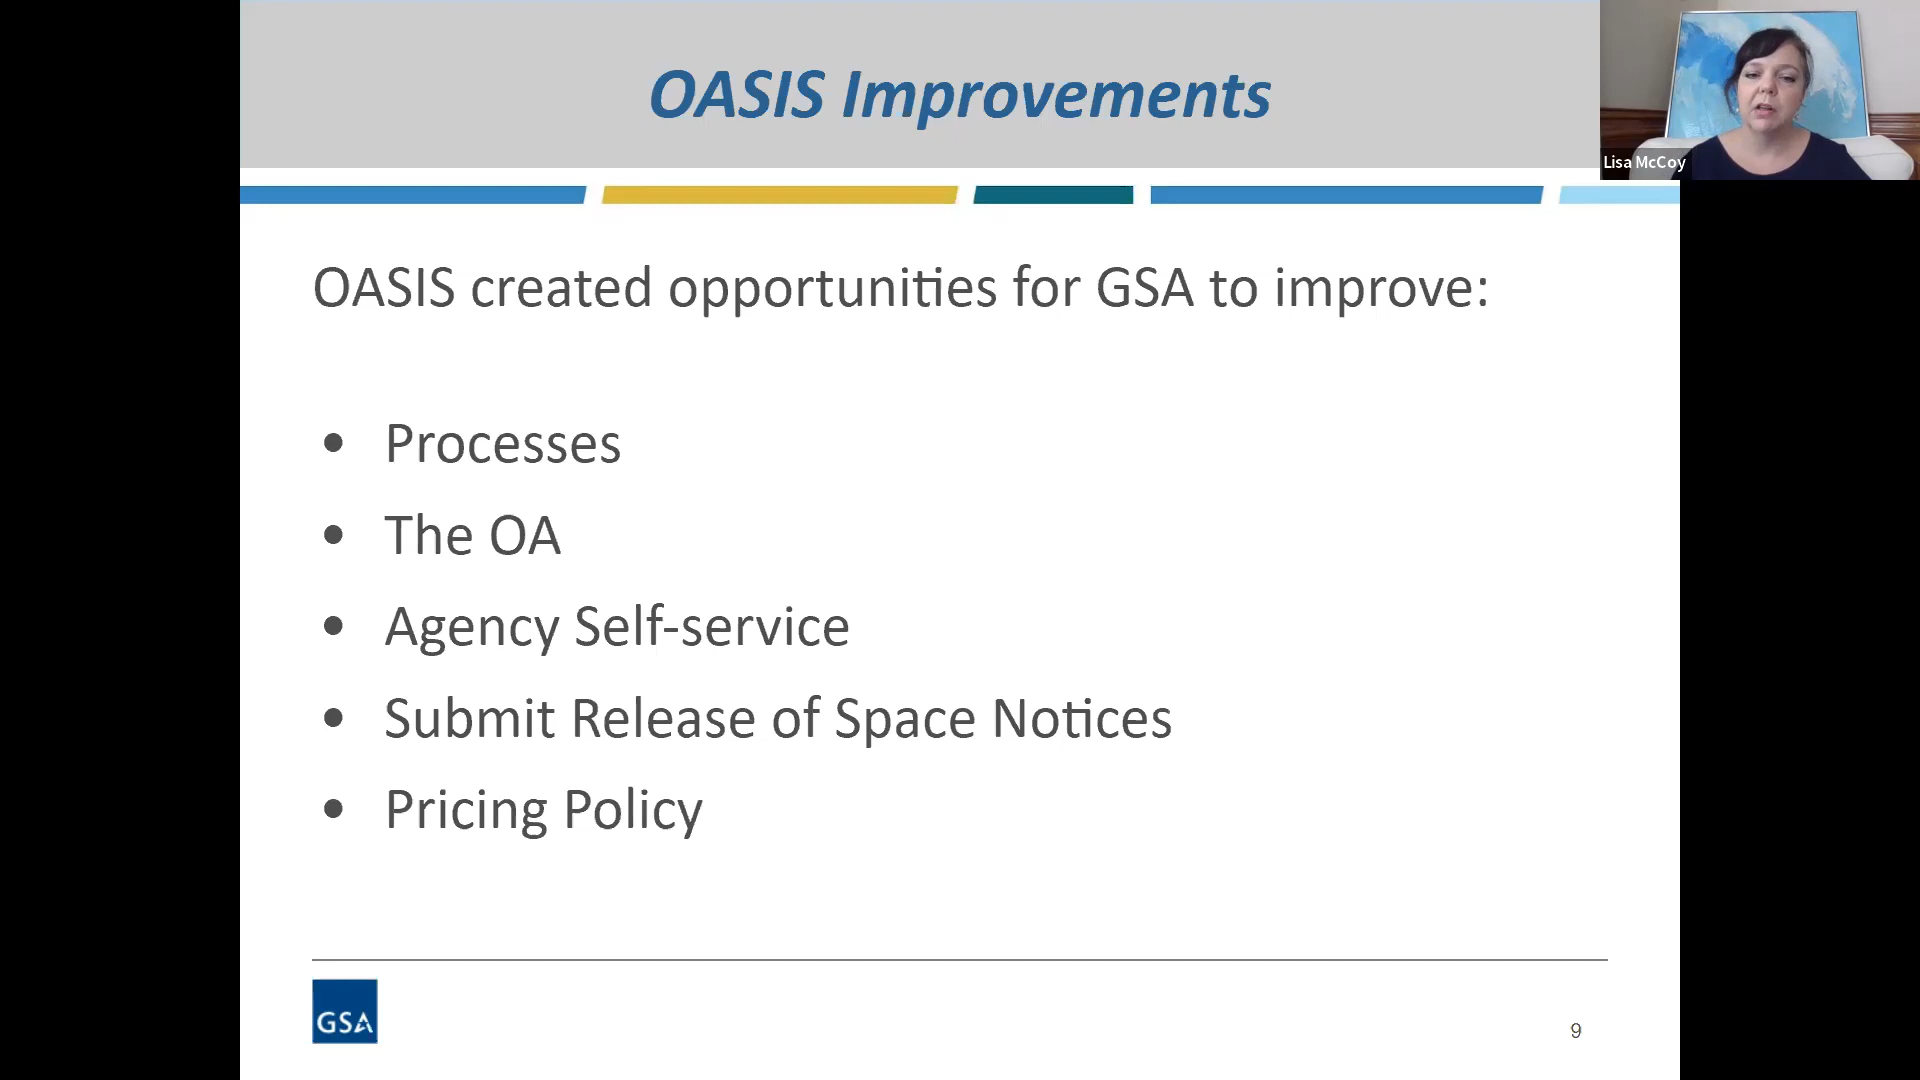 OASIS Improvements
Lisa McCoy
OASIS created opportunities for GSA to improve:
• Processes
• The OA
• Agency Self-service
• Submit Release of Space Notices
• Pricing Policy
GSA
9